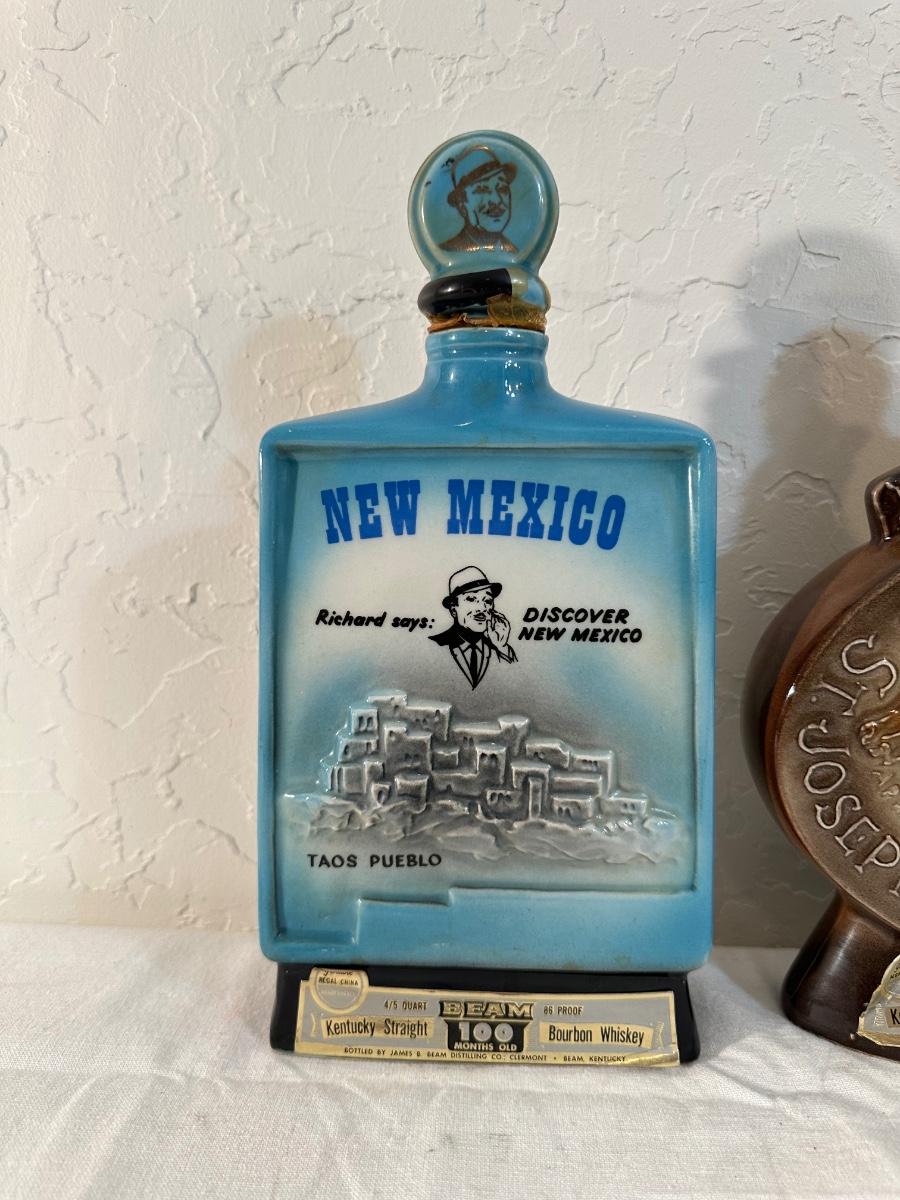 NEW MEXICO
Richard says:
DISCOVER
NEW MEXICO
TAOS PUEBLO
Genuine
REGAL CHINA
4/5 QUART
BEAM
86 PROOF
Kentucky Straight
100
Bourbon Whiskey
MONTHS OLD
BOTTLED BY JAMES B. BEAM DISTILLING CO.; CLERMONT • BEAM, KENTUCKY
ST. JOSEP
K